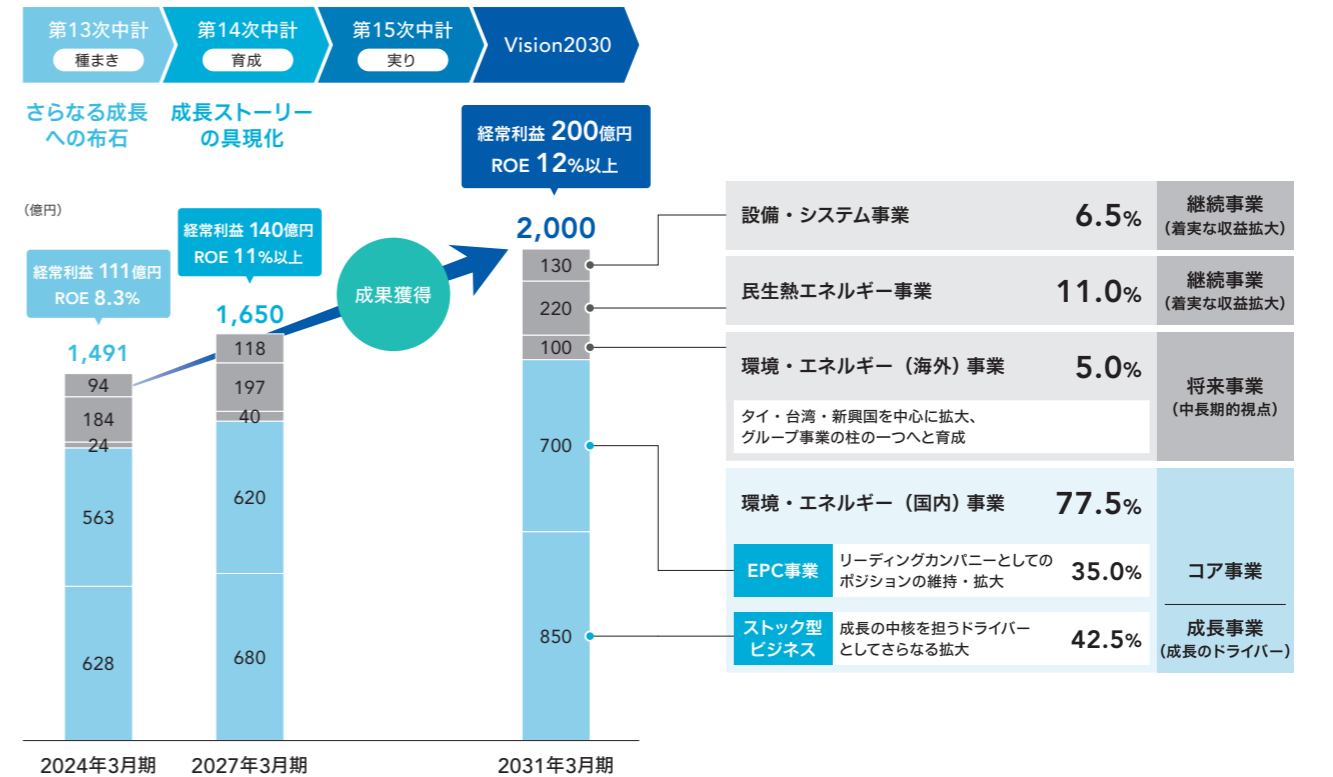 第13次中計
種まき
第14次中計
育成
第15次中計
実り
Vision2030
さらなる成長
への布石
成長ストーリー
の具現化
(億円)
経常利益 111億円
ROE 8.3%
1,491
94
184
24
563
628
2024年3月期
経常利益 140億円
ROE 11%以上
1,650
118
197
40
620
680
2027年3月期
成果獲得
経常利益 200億円
ROE 12%以上
2,000
130
220
100
700
850
2031年3月期
設備・システム事業 6.5%
継続事業
(着実な収益拡大)
民生熱エネルギー事業 11.0%
継続事業
(着実な収益拡大)
環境・エネルギー(海外)事業 5.0%
タイ・台湾・新興国を中心に拡大、
グループ事業の柱の一つへと育成
将来事業
(中長期的視点)
環境・エネルギー(国内)事業 77.5%
EPC事業
リーディングカンパニーとしての
ポジションの維持・拡大
35.0%
コア事業
ストック型
ビジネス
成長の中核を担うドライバー
としてさらなる拡大
42.5%
成長事業
(成長のドライバー)